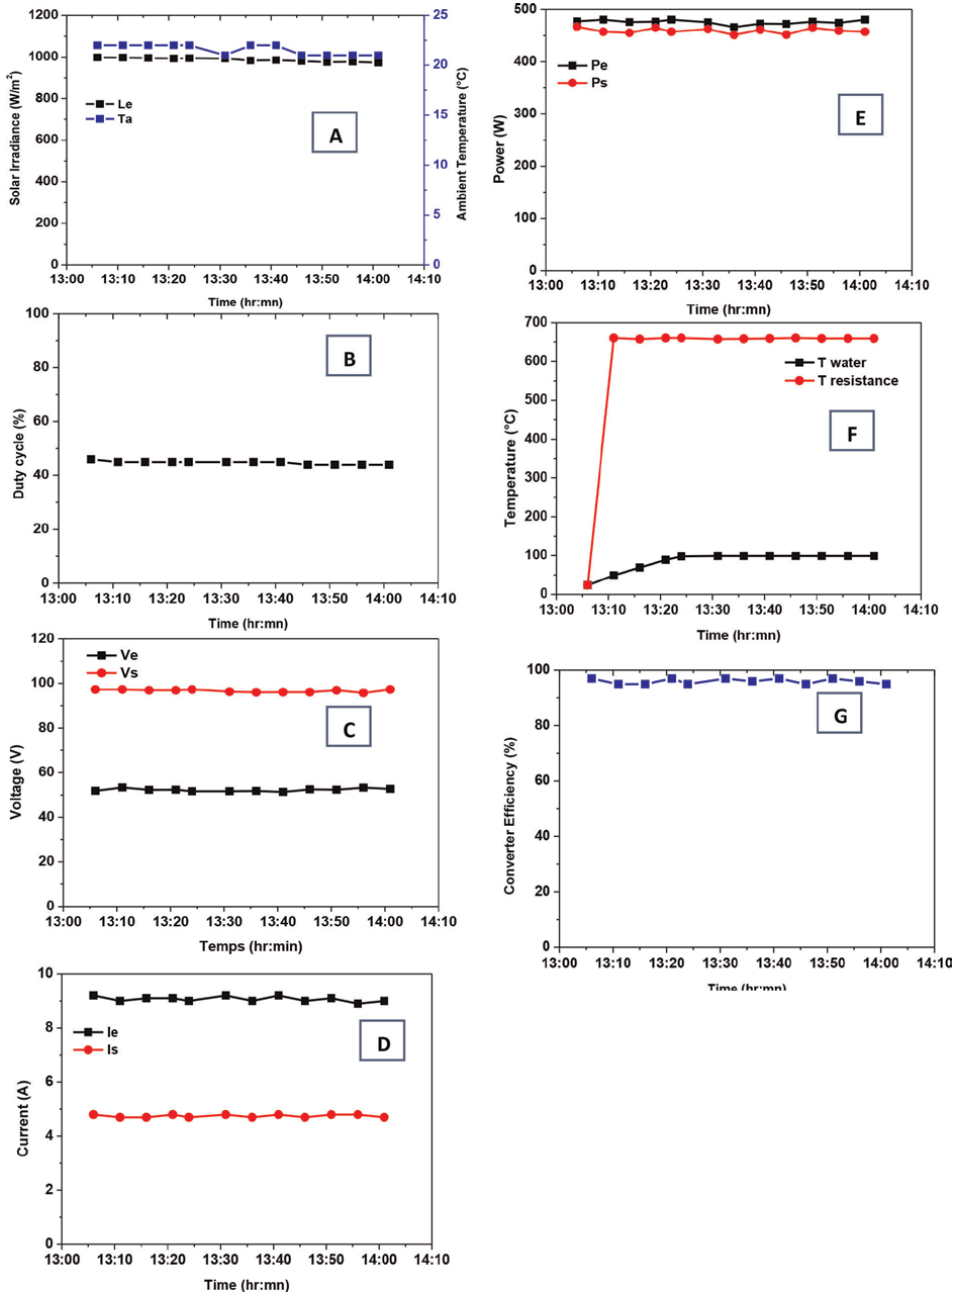 1400
1200
1000
800
600
400
200
0
25
20
15
10
5
0
Solar Irradiance (W/m²)
Ambient Temperature (°C)
Le
Ta
A
13:00 13:10 13:20 13:30 13:40 13:50 14:00 14:10
Time (hr:mn)
500
400
300
200
100
0
Power (W)
Pe
Ps
E
13:00 13:10 13:20 13:30 13:40 13:50 14:00 14:10
Time (hr:mn)
100
80
60
40
20
0
Duty cycle (%)
B
13:00 13:10 13:20 13:30 13:40 13:50 14:00 14:10
Time (hr:mn)
700
600
500
400
300
200
100
0
Temperature (°C)
T water
T resistance
F
13:00 13:10 13:20 13:30 13:40 13:50 14:00 14:10
Time (hr:mn)
120
100
80
60
40
20
0
Voltage (V)
Ve
Vs
C
13:00 13:10 13:20 13:30 13:40 13:50 14:00 14:10
Temps (hr:min)
100
80
60
40
20
0
Converter Efficiency (%)
G
13:00 13:10 13:20 13:30 13:40 13:50 14:00 14:10
Time (hr:mn)
10
8
6
4
2
0
Current (A)
Ie
Is
D
13:00 13:10 13:20 13:30 13:40 13:50 14:00 14:10
Time (hr:mn)